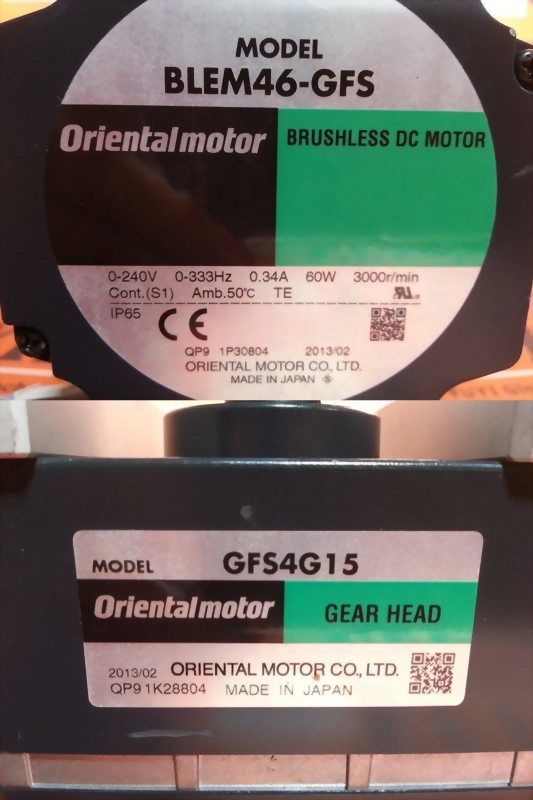 MODEL
BLEM46-GFS
Orientalmotor
BRUSHLESS DC MOTOR
0-240V 0-333Hz 0.34A 60W 3000r/min
Cont.(S1) Amb.50℃ TE
IP65 CE
QP9 1P30804 2013/02
ORIENTAL MOTOR CO., LTD.
MADE IN JAPAN Ⓢ
MODEL GFS4G15
Orientalmotor
GEAR HEAD
2013/02 ORIENTAL MOTOR CO., LTD.
QP91K28804 MADE IN JAPAN